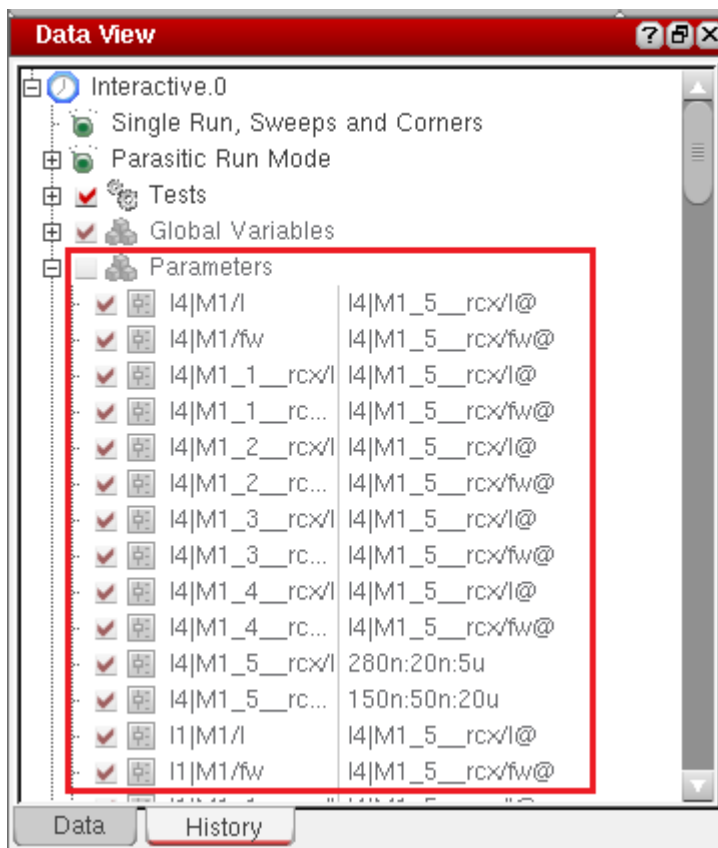 Data View
Interactive.0
Single Run, Sweeps and Corners
Parasitic Run Mode
Tests
Global Variables
Parameters
I4|M1/l I4|M1_5__rcx/l@
I4|M1/fw I4|M1_5__rcx/fw@
I4|M1_1__rcx/l I4|M1_5__rcx/l@
I4|M1_1__rc... I4|M1_5__rcx/fw@
I4|M1_2__rcx/l I4|M1_5__rcx/l@
I4|M1_2__rc... I4|M1_5__rcx/fw@
I4|M1_3__rcx/l I4|M1_5__rcx/l@
I4|M1_3__rc... I4|M1_5__rcx/fw@
I4|M1_4__rcx/l I4|M1_5__rcx/l@
I4|M1_4__rc... I4|M1_5__rcx/fw@
I4|M1_5__rcx/l 280n:20n:5u
I4|M1_5__rc... 150n:50n:20u
I1|M1/l I4|M1_5__rcx/l@
I1|M1/fw I4|M1_5__rcx/fw@
Data History